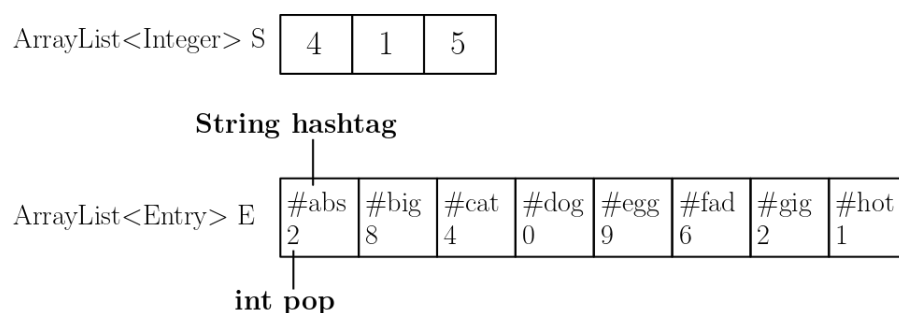 ArrayList<Integer> S 4 1 5
String hashtag
ArrayList<Entry> E #abs #big #cat #dog #egg #fad #gig #hot
2 8 4 0 9 6 2 1
int pop